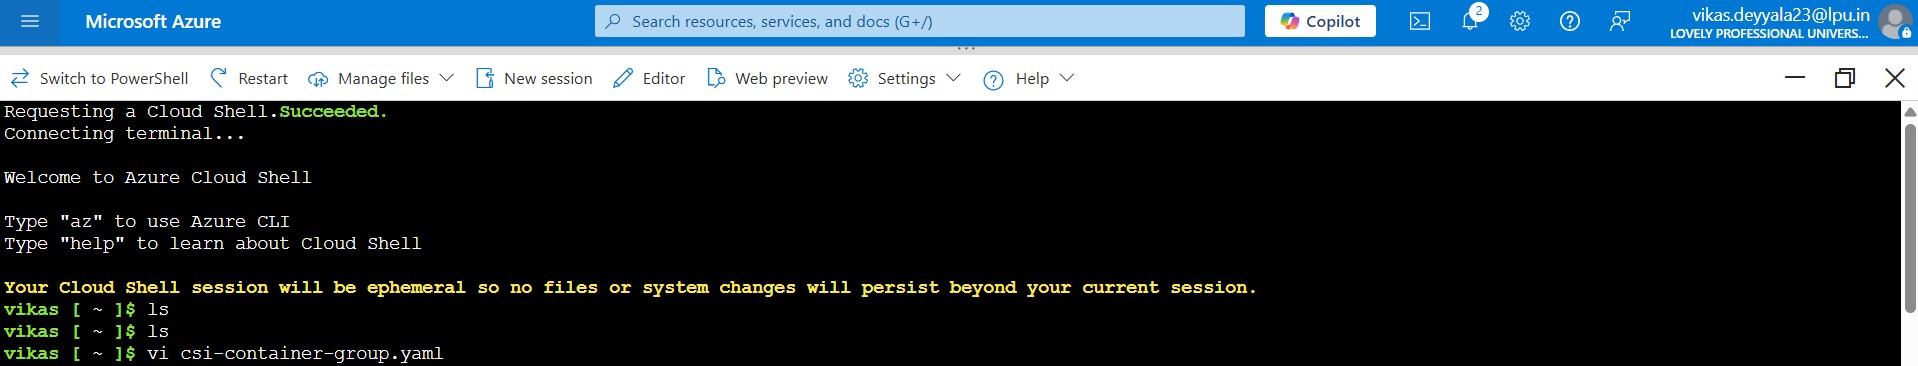 Microsoft Azure
Search resources, services, and docs (G+/)
Copilot
2
vikas.deyyala23@lpu.in
LOVELY PROFESSIONAL UNIVERS...
Switch to PowerShell
Restart
Manage files
New session
Editor
Web preview
Settings
Help
Requesting a Cloud Shell.Succeeded.
Connecting terminal...
Welcome to Azure Cloud Shell
Type "az" to use Azure CLI
Type "help" to learn about Cloud Shell
Your Cloud Shell session will be ephemeral so no files or system changes will persist beyond your current session.
vikas [ ~ ]$ ls
vikas [ ~ ]$ ls
vikas [ ~ ]$ vi csi-container-group.yaml